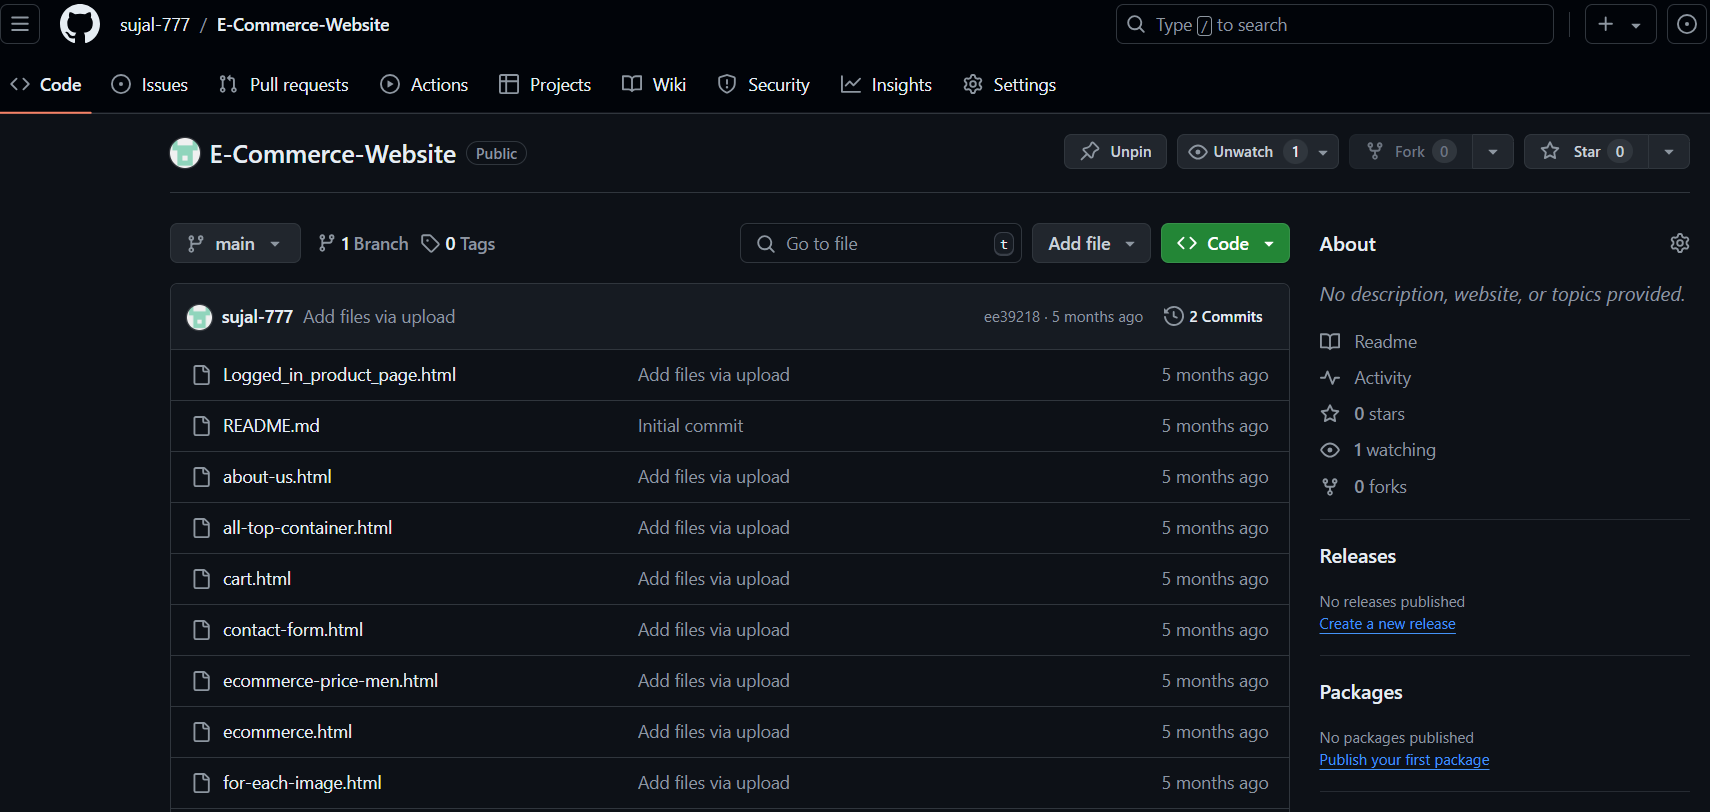 sujal-777 / E-Commerce-Website
Type / to search
Code Issues Pull requests Actions Projects Wiki Security Insights Settings
E-Commerce-Website Public
Unpin Unwatch 1 Fork 0 Star 0
main 1 Branch 0 Tags
Go to file t Add file Code
sujal-777 Add files via upload ee39218 · 5 months ago 2 Commits
Logged_in_product_page.html Add files via upload 5 months ago
README.md Initial commit 5 months ago
about-us.html Add files via upload 5 months ago
all-top-container.html Add files via upload 5 months ago
cart.html Add files via upload 5 months ago
contact-form.html Add files via upload 5 months ago
ecommerce-price-men.html Add files via upload 5 months ago
ecommerce.html Add files via upload 5 months ago
for-each-image.html Add files via upload 5 months ago
About
No description, website, or topics provided.
Readme
Activity
0 stars
1 watching
0 forks
Releases
No releases published
Create a new release
Packages
No packages published
Publish your first package